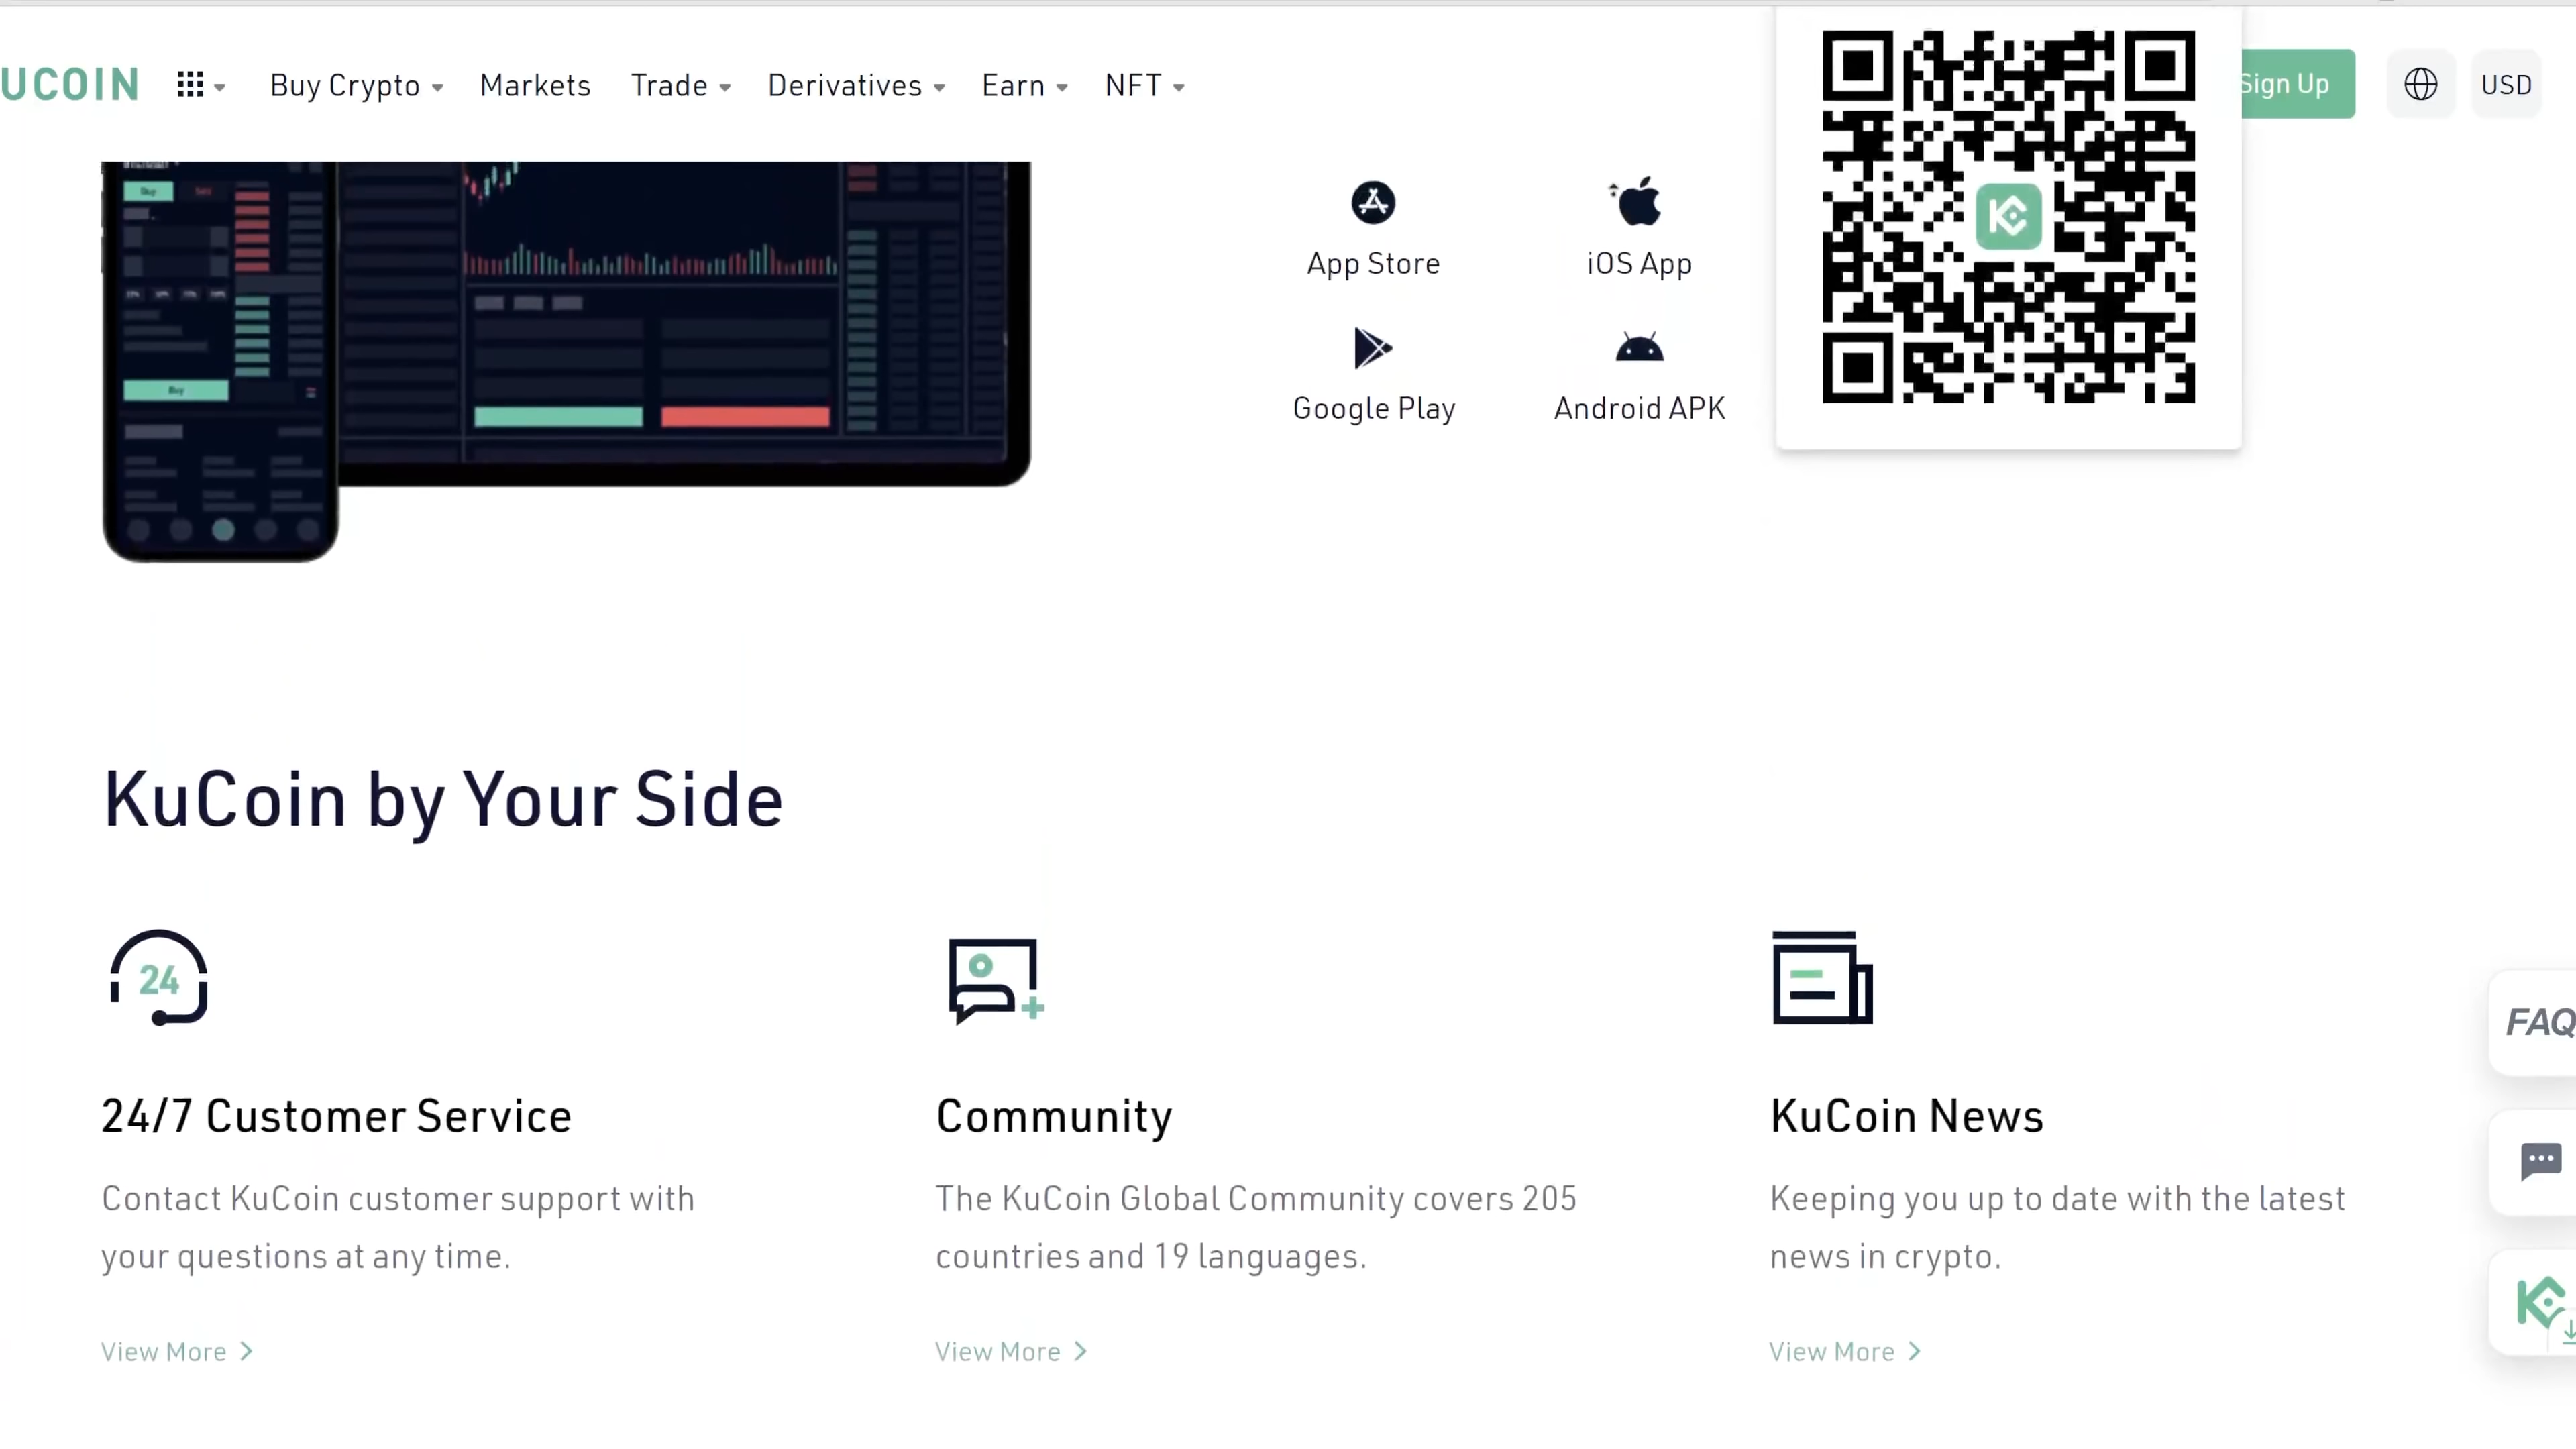 UCOIN
Buy Crypto
Markets
Trade
Derivatives
Earn
NFT
Sign Up
USD
Buy
Sell
Buy
App Store
iOS App
Google Play
Android APK
KuCoin by Your Side
24
24/7 Customer Service
Contact KuCoin customer support with
your questions at any time.
View More
Community
The KuCoin Global Community covers 205
countries and 19 languages.
View More
KuCoin News
Keeping you up to date with the latest
news in crypto.
View More
FAQ